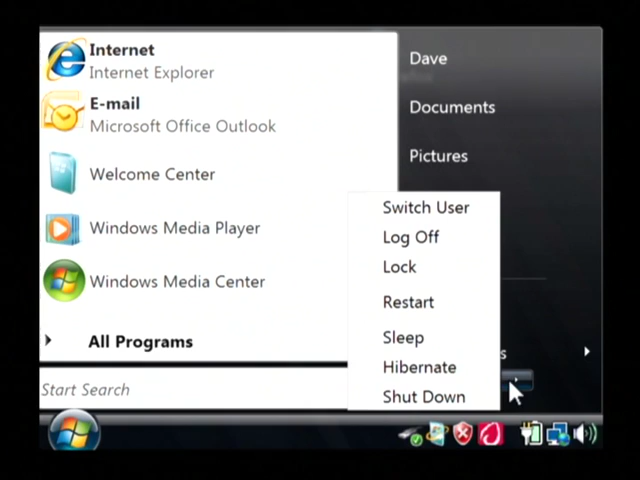 Internet
Internet Explorer
E-mail
Microsoft Office Outlook
Welcome Center
Windows Media Player
Windows Media Center
All Programs
Start Search
Dave
Documents
Pictures
Switch User
Log Off
Lock
Restart
Sleep
Hibernate
Shut Down